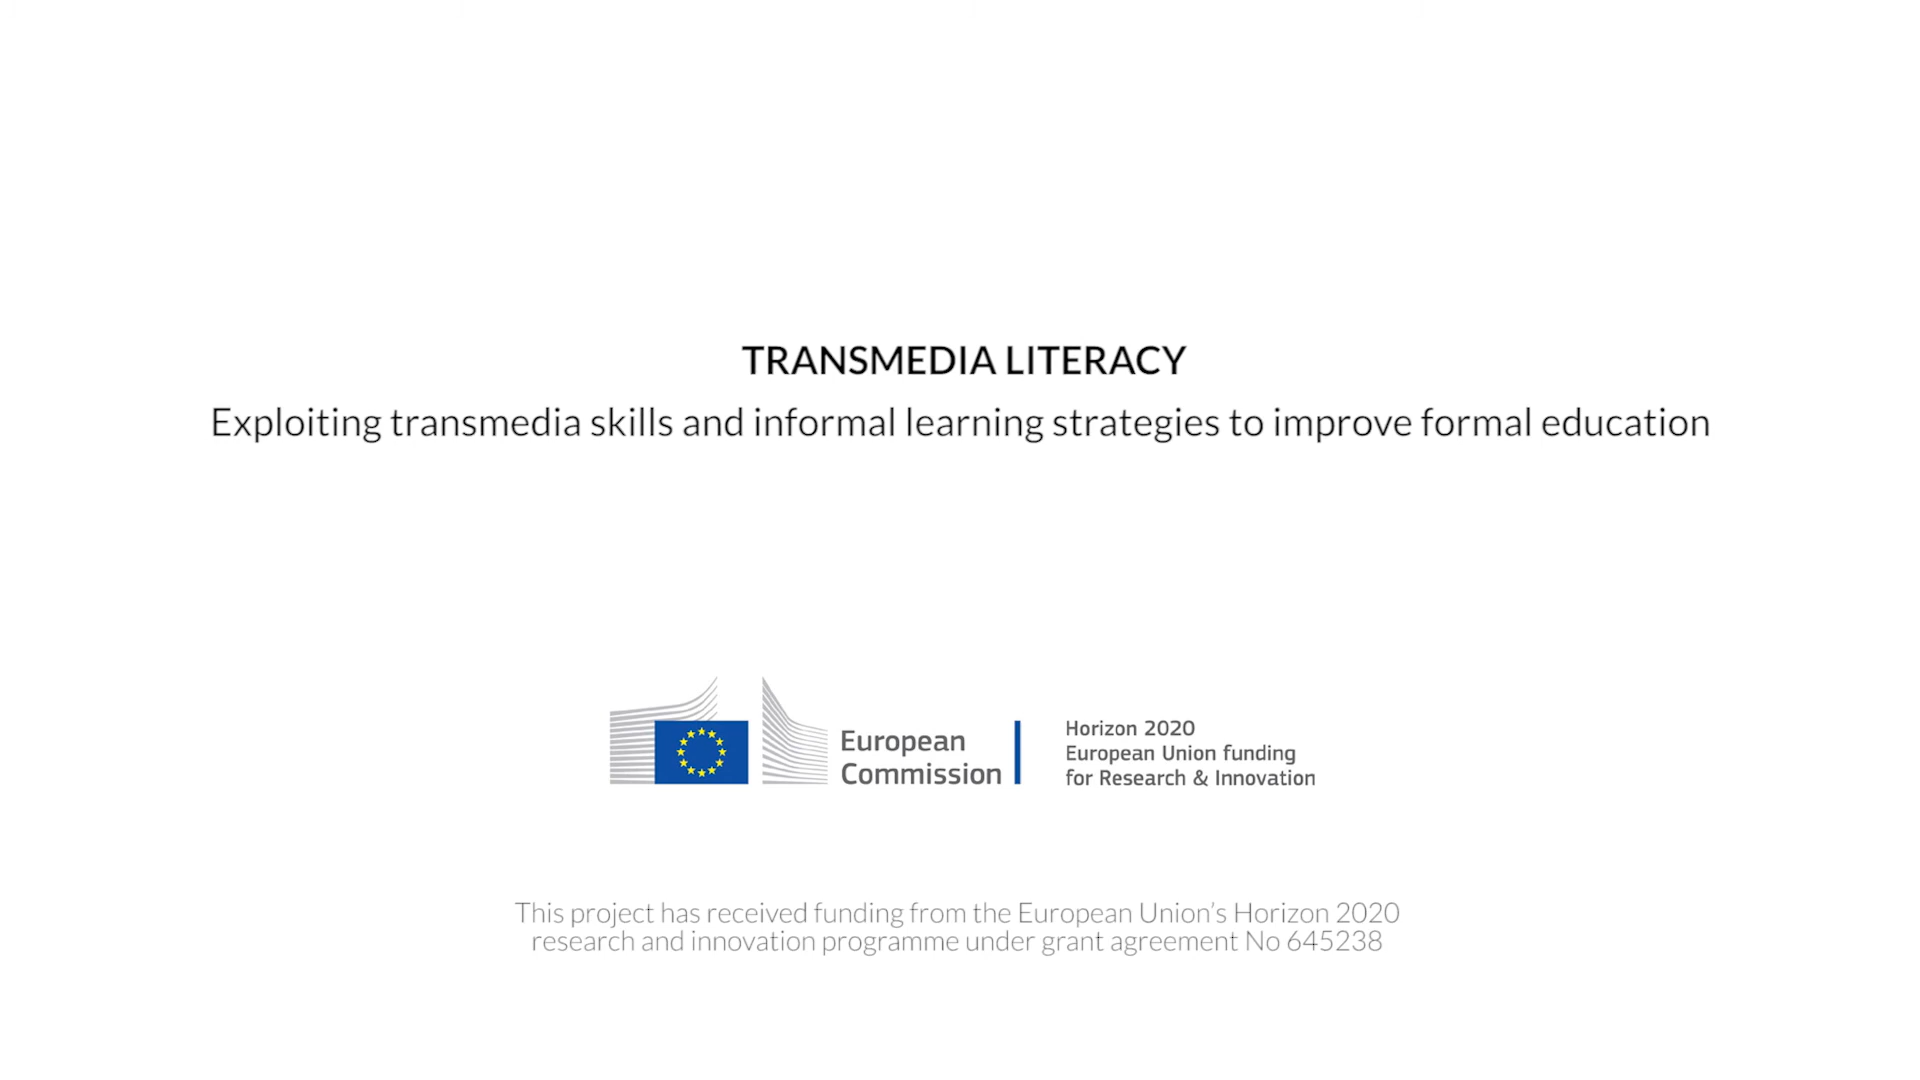 TRANSMEDIA LITERACY
Exploiting transmedia skills and informal learning strategies to improve formal education
European
Commission
Horizon 2020
European Union funding
for Research & Innovation
This project has received funding from the European Union’s Horizon 2020
research and innovation programme under grant agreement No 645238